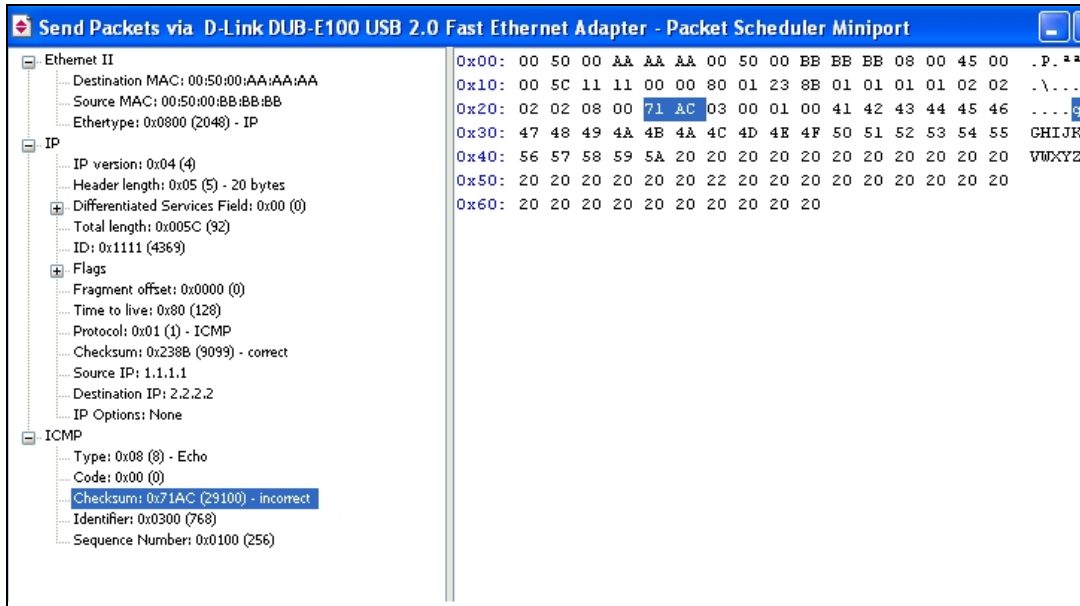 Send Packets via D-Link DUB-E100 USB 2.0 Fast Ethernet Adapter - Packet Scheduler Miniport
Ethernet II
Destination MAC: 00:50:00:AA:AA:AA
Source MAC: 00:50:00:BB:BB:BB
Ethertype: 0x0800 (2048) - IP
IP
IP version: 0x04 (4)
Header length: 0x05 (5) - 20 bytes
Differentiated Services Field: 0x00 (0)
Total length: 0x005C (92)
ID: 0x1111 (4369)
Flags
Fragment offset: 0x0000 (0)
Time to live: 0x80 (128)
Protocol: 0x01 (1) - ICMP
Checksum: 0x238B (9099) - correct
Source IP: 1.1.1.1
Destination IP: 2.2.2.2
IP Options: None
ICMP
Type: 0x08 (8) - Echo
Code: 0x00 (0)
Checksum: 0x71AC (29100) - incorrect
Identifier: 0x0300 (768)
Sequence Number: 0x0100 (256)
0x00: 00 50 00 AA AA AA 00 50 00 BB BB BB 08 00 45 00 .P.ªª
0x10: 00 5C 11 11 00 00 80 01 23 8B 01 01 01 01 02 02 .\...
0x20: 02 02 08 00 71 AC 03 00 01 00 41 42 43 44 45 46 ....q
0x30: 47 48 49 4A 4B 4A 4C 4D 4E 4F 50 51 52 53 54 55 GHIJK
0x40: 56 57 58 59 5A 20 20 20 20 20 20 20 20 20 20 20 VWXYZ
0x50: 20 20 20 20 20 20 22 20 20 20 20 20 20 20 20 20
0x60: 20 20 20 20 20 20 20 20 20 20